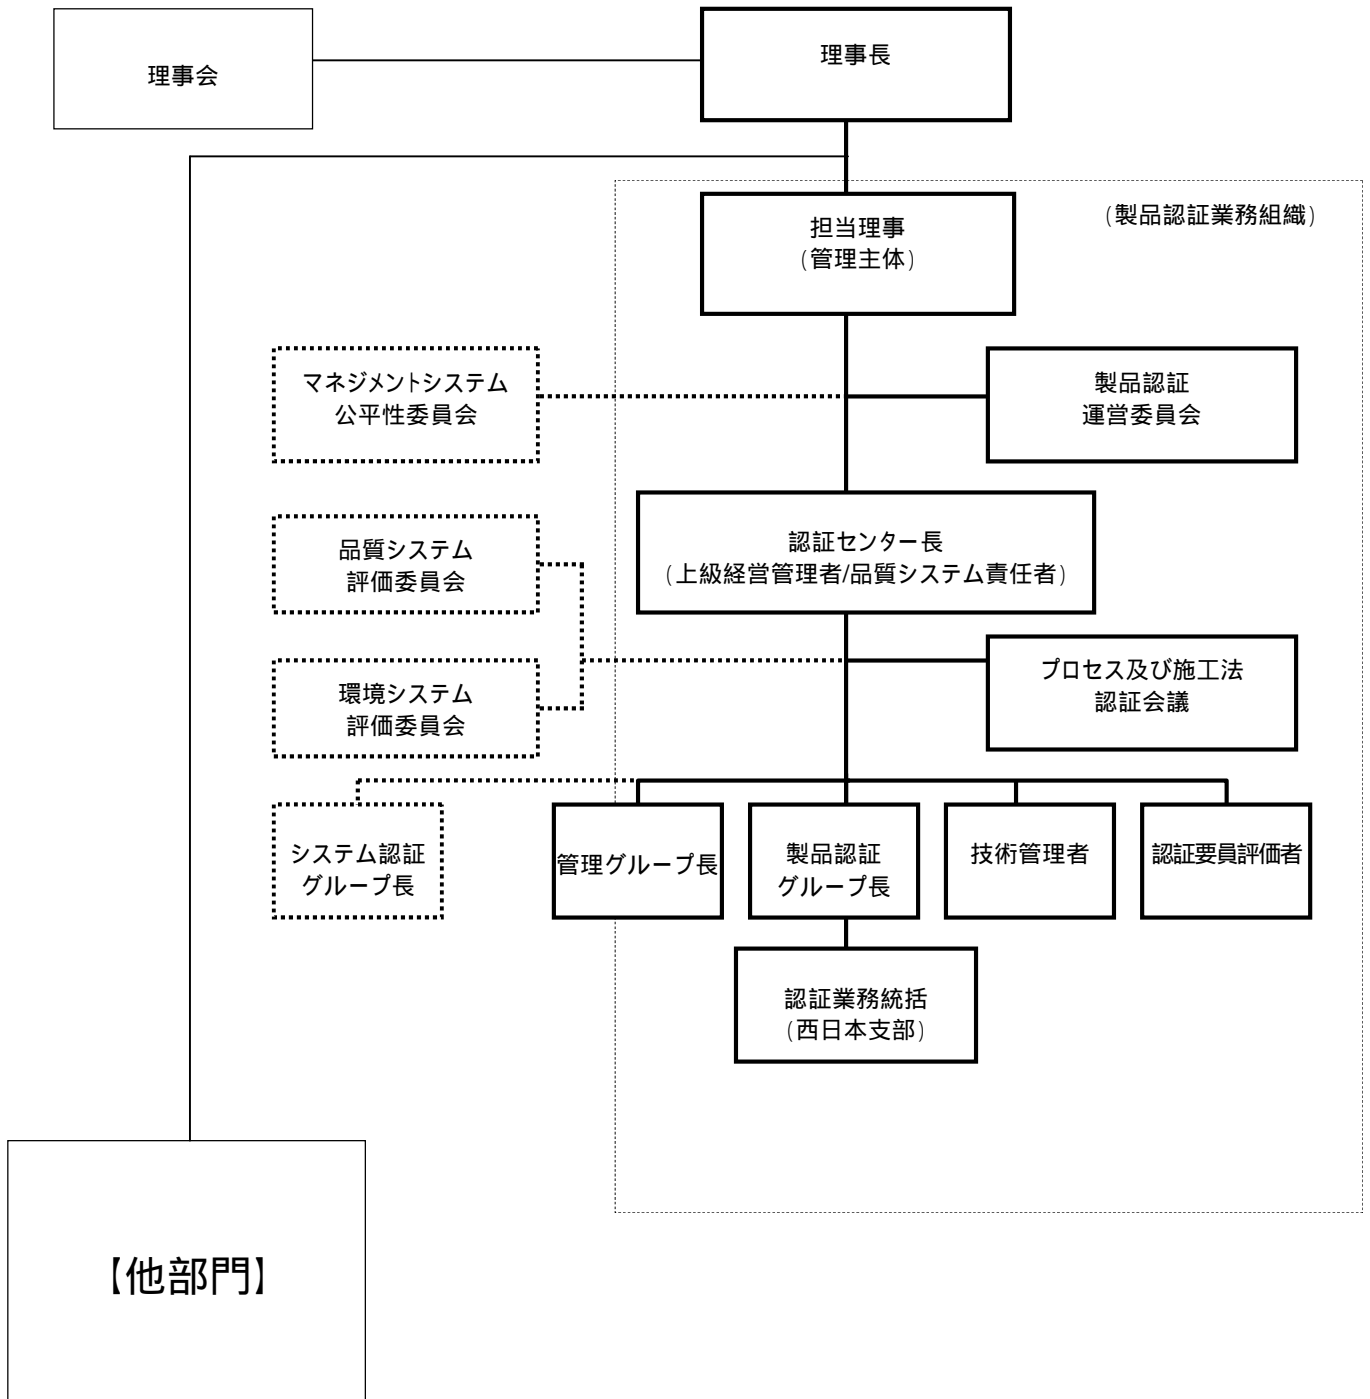 理事会
理事長
担当理事
(管理主体)
(製品認証業務組織)
マネジメントシステム
公平性委員会
製品認証
運営委員会
認証センター長
(上級経営管理者/品質システム責任者)
品質システム
評価委員会
環境システム
評価委員会
プロセス及び施工法
認証会議
システム認証
グループ長
管理グループ長
製品認証
グループ長
技術管理者
認証要員評価者
認証業務統括
(西日本支部)
【他部門】